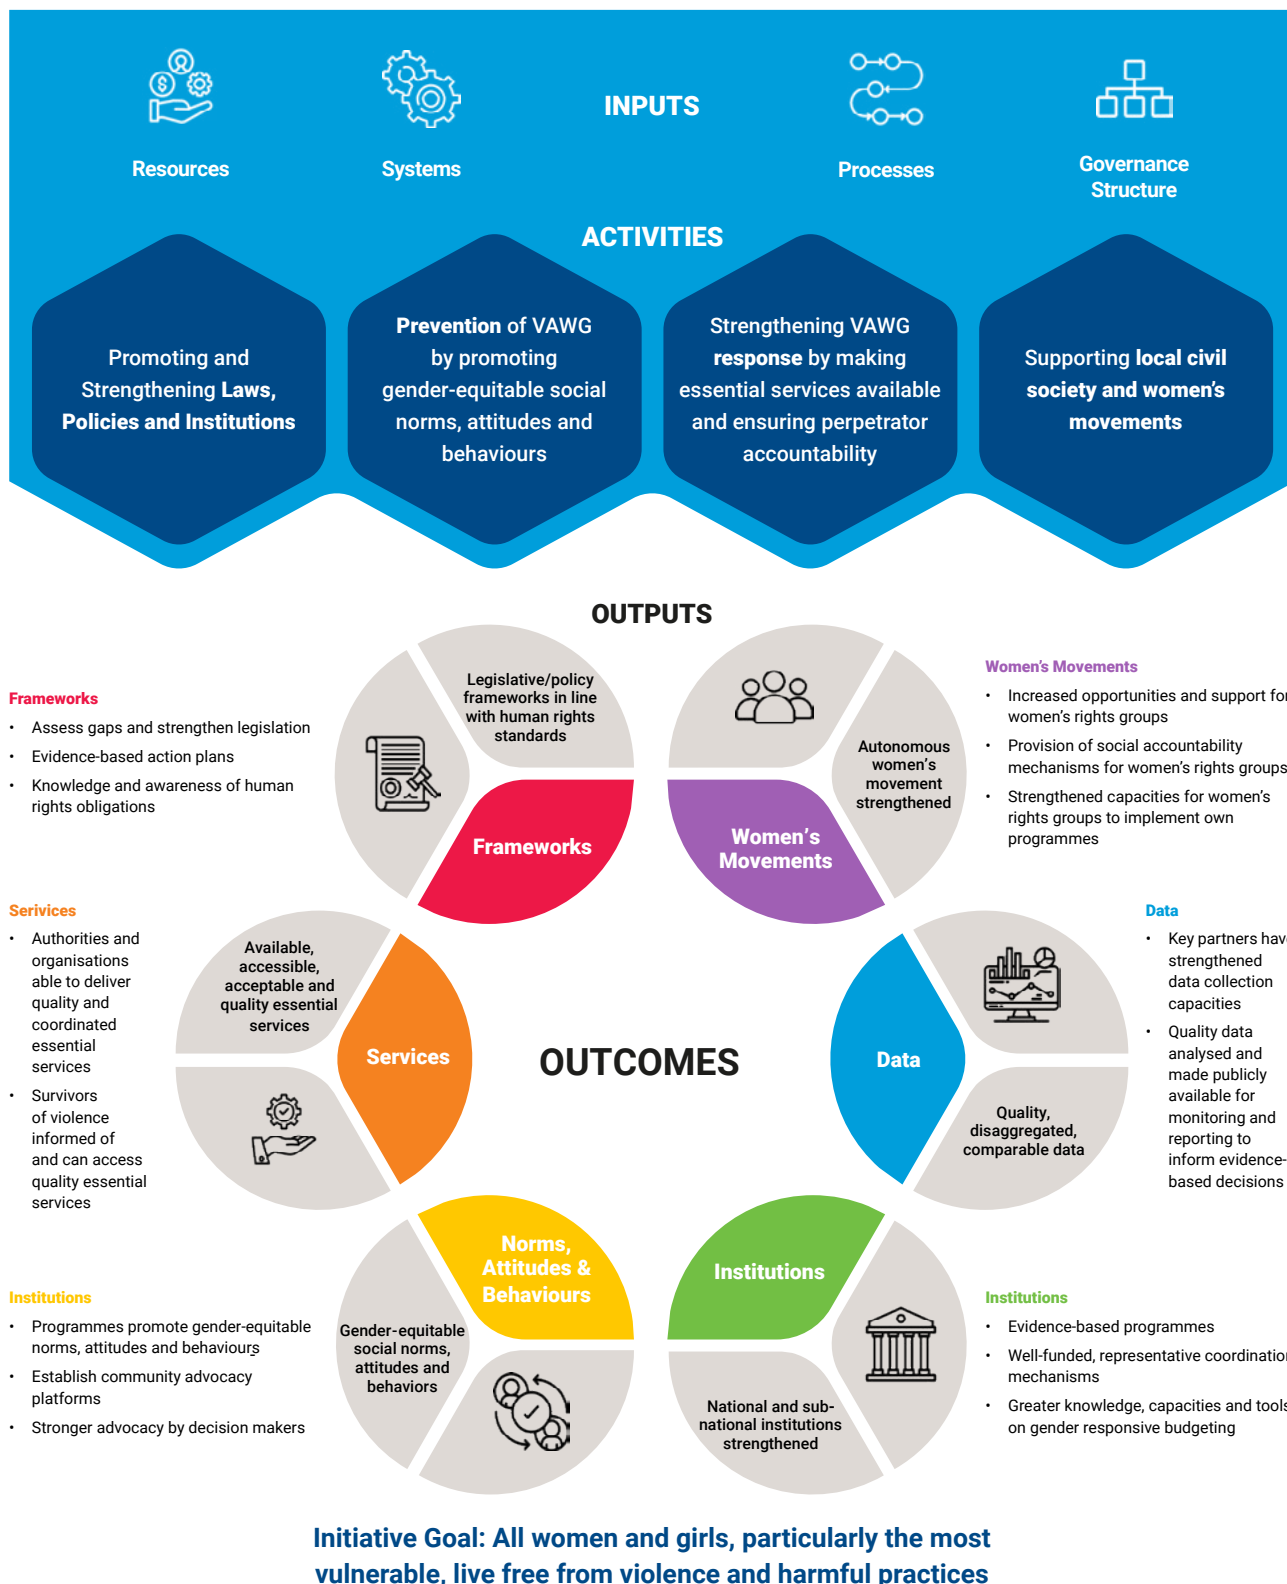 INPUTS
Resources
Systems
Processes
Governance
Structure
ACTIVITIES
Promoting and
Strengthening Laws,
Policies and Institutions
Prevention of VAWG
by promoting
gender-equitable social
norms, attitudes and
behaviours
Strengthening VAWG
response by making
essential services available
and ensuring perpetrator
accountability
Supporting local civil
society and women's
movements
OUTPUTS
Frameworks
• Assess gaps and strengthen legislation
• Evidence-based action plans
• Knowledge and awareness of human
rights obligations
Legislative/policy
frameworks in line
with human rights
standards
Frameworks
Autonomous
women's
movement
strengthened
Women's
Movements
Women's Movements
• Increased opportunities and support for
women's rights groups
• Provision of social accountability
mechanisms for women's rights groups
• Strengthened capacities for women's
rights groups to implement own
programmes
Serivices
• Authorities and
organisations
able to deliver
quality and
coordinated
essential
services
• Survivors
of violence
informed of
and can access
quality essential
services
Available,
accessible,
acceptable and
quality essential
services
Services
OUTCOMES
Data
Quality,
disaggregated,
comparable data
Data
• Key partners have
strengthened
data collection
capacities
• Quality data
analysed and
made publicly
available for
monitoring and
reporting to
inform evidence-
based decisions
Institutions
• Programmes promote gender-equitable
norms, attitudes and behaviours
• Establish community advocacy
platforms
• Stronger advocacy by decision makers
Norms,
Attitudes &
Behaviours
Gender-equitable
social norms,
attitudes and
behaviors
Institutions
National and sub-
national institutions
strengthened
Institutions
• Evidence-based programmes
• Well-funded, representative coordination
mechanisms
• Greater knowledge, capacities and tools
on gender responsive budgeting
Initiative Goal: All women and girls, particularly the most
vulnerable, live free from violence and harmful practices